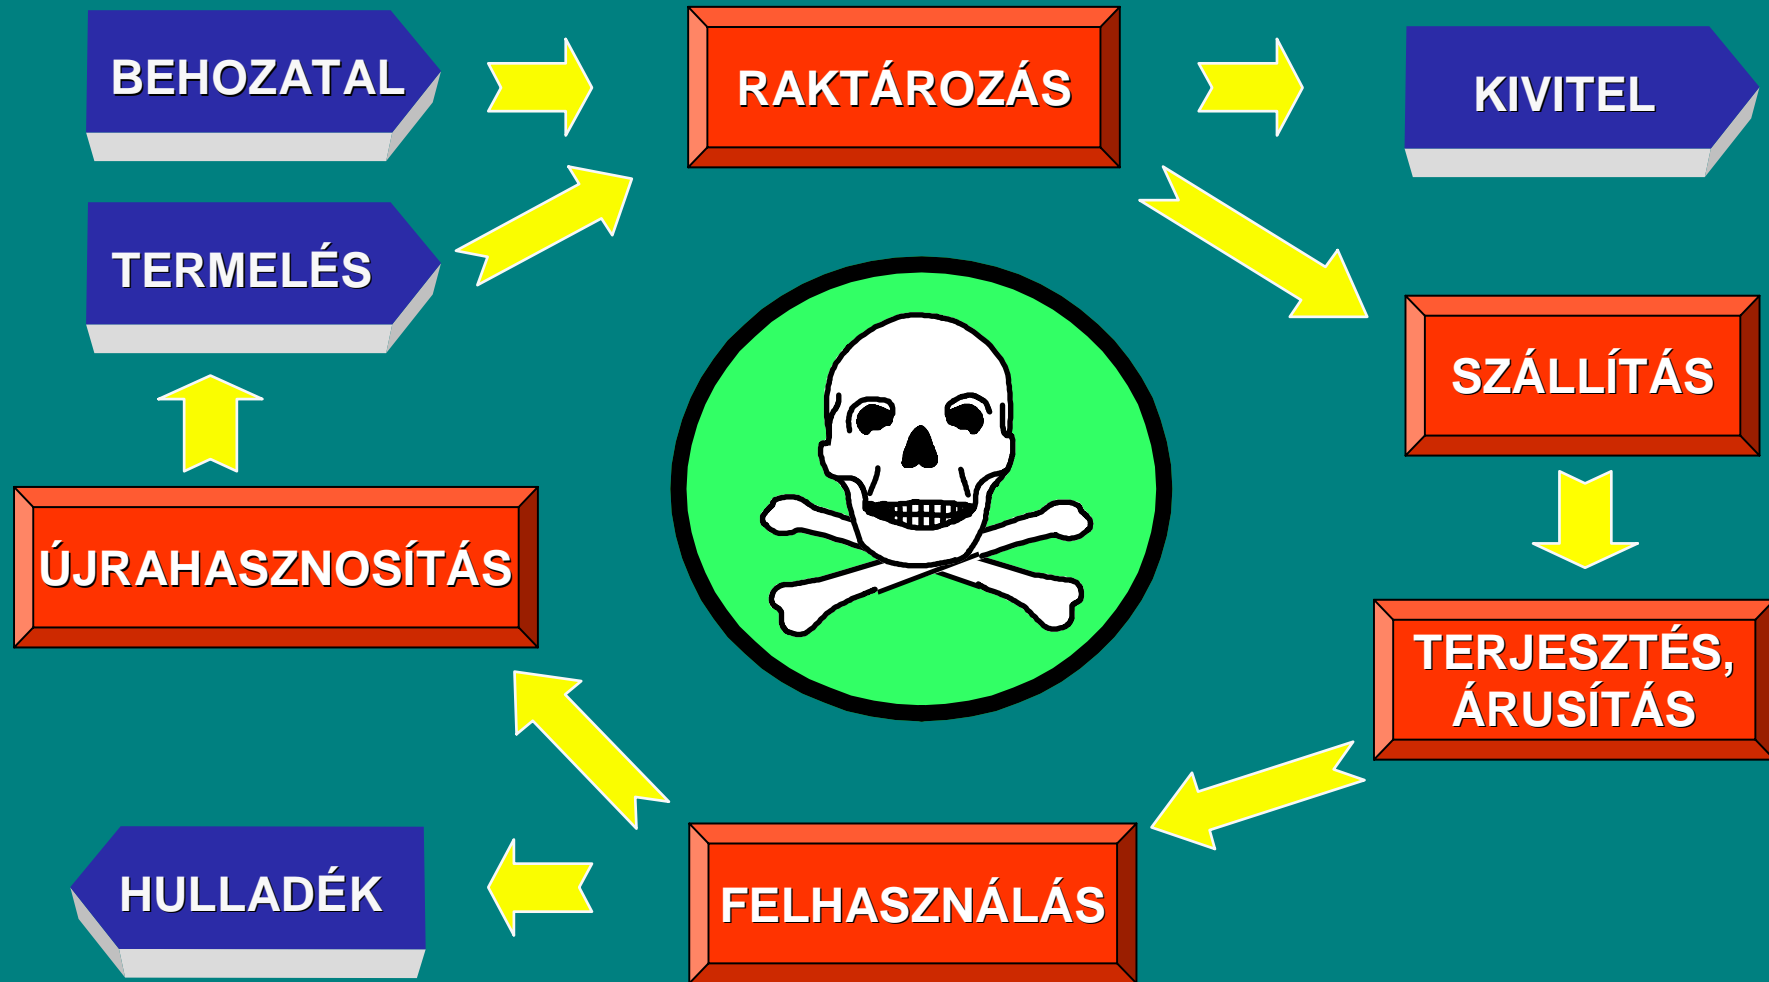 BEHOZATAL
RAKTÁROZÁS
KIVITEL
TERMELÉS
SZÁLLÍTÁS
ÚJRAHASZNOSÍTÁS
TERJESZTÉS,
ÁRUSÍTÁS
HULLADÉK
FELHASZNÁLÁS